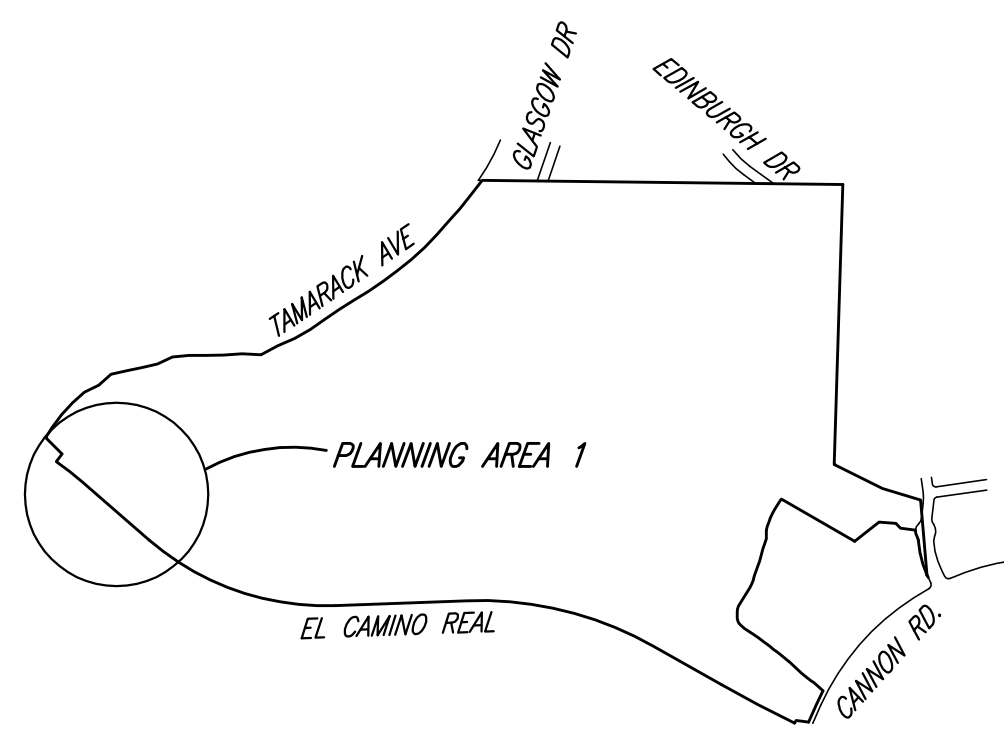 GLASGOW DR
EDINBURGH DR
TAMARACK AVE
PLANNING AREA 1
EL CAMINO REAL
CANNON RD.